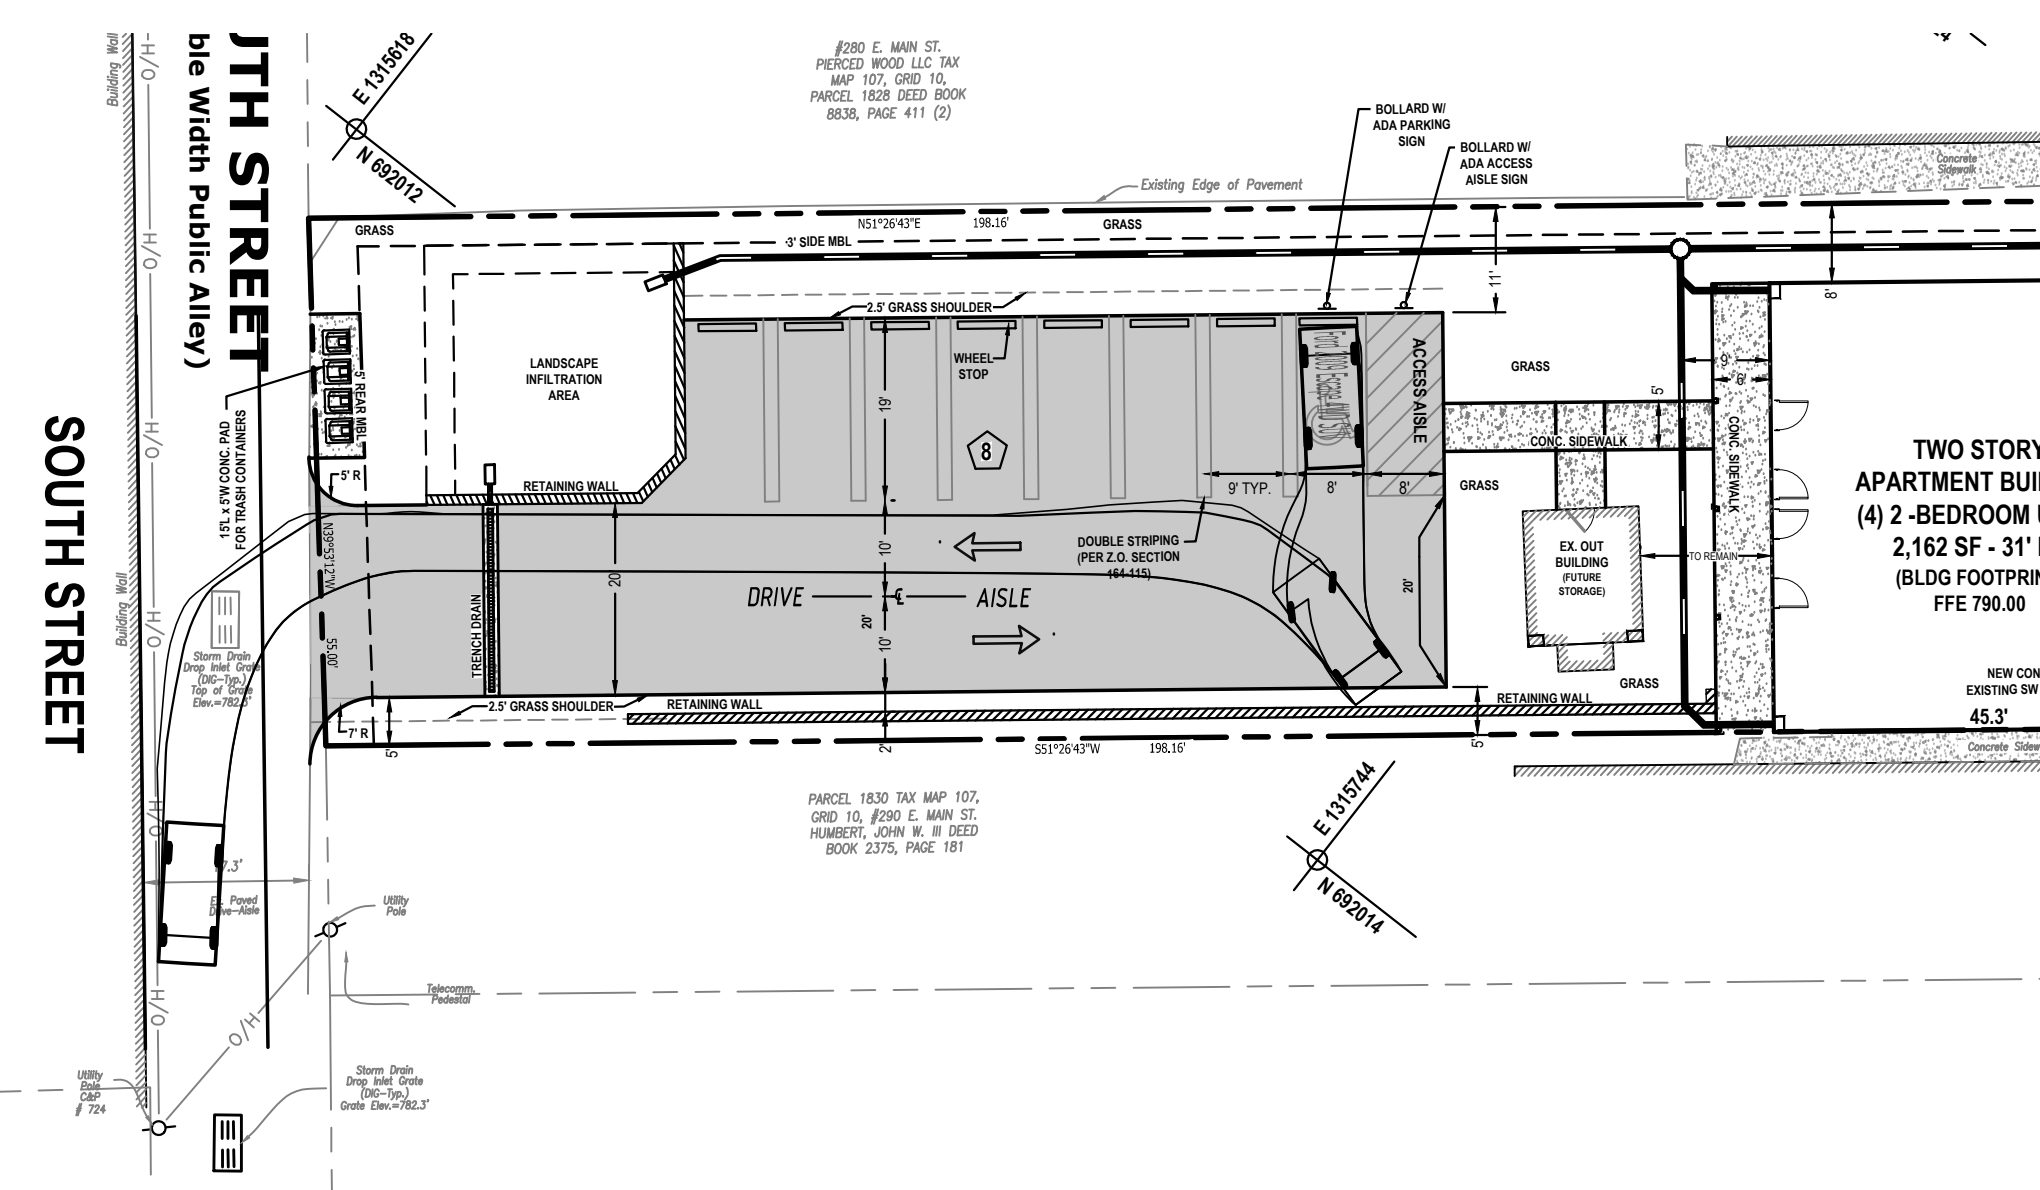 Building Wall
O/H
O/H
O/H
O/H
O/H
O/H
UTH STREET
ble Width Public Alley)
SOUTH STREET
E 1315618
N 692012
#280 E. MAIN ST.
PIERCED WOOD LLC TAX
MAP 107, GRID 10,
PARCEL 1828 DEED BOOK
8838, PAGE 411 (2)
BOLLARD W/
ADA PARKING
SIGN
BOLLARD W/
ADA ACCESS
AISLE SIGN
Concrete
Sidewalk
Existing Edge of Pavement
GRASS
N51°26'43"E 198.16'
GRASS
3' SIDE MBL
11'
8'
2.5' GRASS SHOULDER
WHEEL
STOP
LANDSCAPE
INFILTRATION
AREA
5' REAR MBL
15'L x 5'W CONC. PAD
FOR TRASH CONTAINERS
19'
8
ACCESS AISLE
GRASS
9'
6'
5'
CONC. SIDEWALK
CONC. SIDEWALK
TWO STORY
APARTMENT BUI
(4) 2 -BEDROOM U
2,162 SF - 31'
(BLDG FOOTPRIN
FFE 790.00
5' R
RETAINING WALL
9' TYP.
8'
8'
GRASS
N39°53'12"W
55.00'
TRENCH DRAIN
20'
10'
DOUBLE STRIPING
(PER Z.O. SECTION
164-115)
20'
EX. OUT
BUILDING
(FUTURE
STORAGE)
TO REMAIN
DRIVE AISLE
20'
10'
Building Wall
Storm Drain
Drop Inlet Grate
(DIG-Typ.)
Top of Grate
Elev.=782.3'
2.5' GRASS SHOULDER
RETAINING WALL
RETAINING WALL
GRASS
NEW CON
EXISTING SW
45.3'
7' R
5'
2'
S51°26'43"W 198.16'
5'
Concrete Sidew
E 1315744
N 692014
PARCEL 1830 TAX MAP 107,
GRID 10, #290 E. MAIN ST.
HUMBERT, JOHN W. III DEED
BOOK 2375, PAGE 181
17.3'
Ex. Paved
Drive-Aisle
Utility
Pole
Telecomm.
Pedestal
O/H
Utility
Pole
C&P
# 724
Storm Drain
Drop Inlet Grate
(DIG-Typ.)
Grate Elev.=782.3'